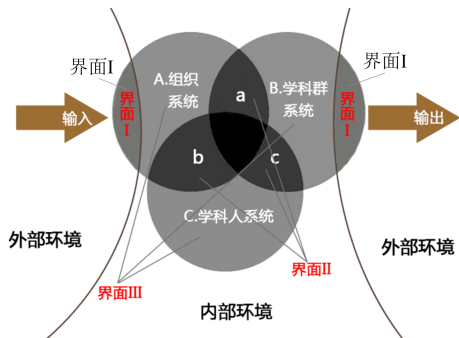 界面I
界面I
A.组织
系统
a
B.学科群
系统
界面
I
界面
I
输入
输出
b
c
C.学科人系统
外部环境
外部环境
界面II
界面III
内部环境